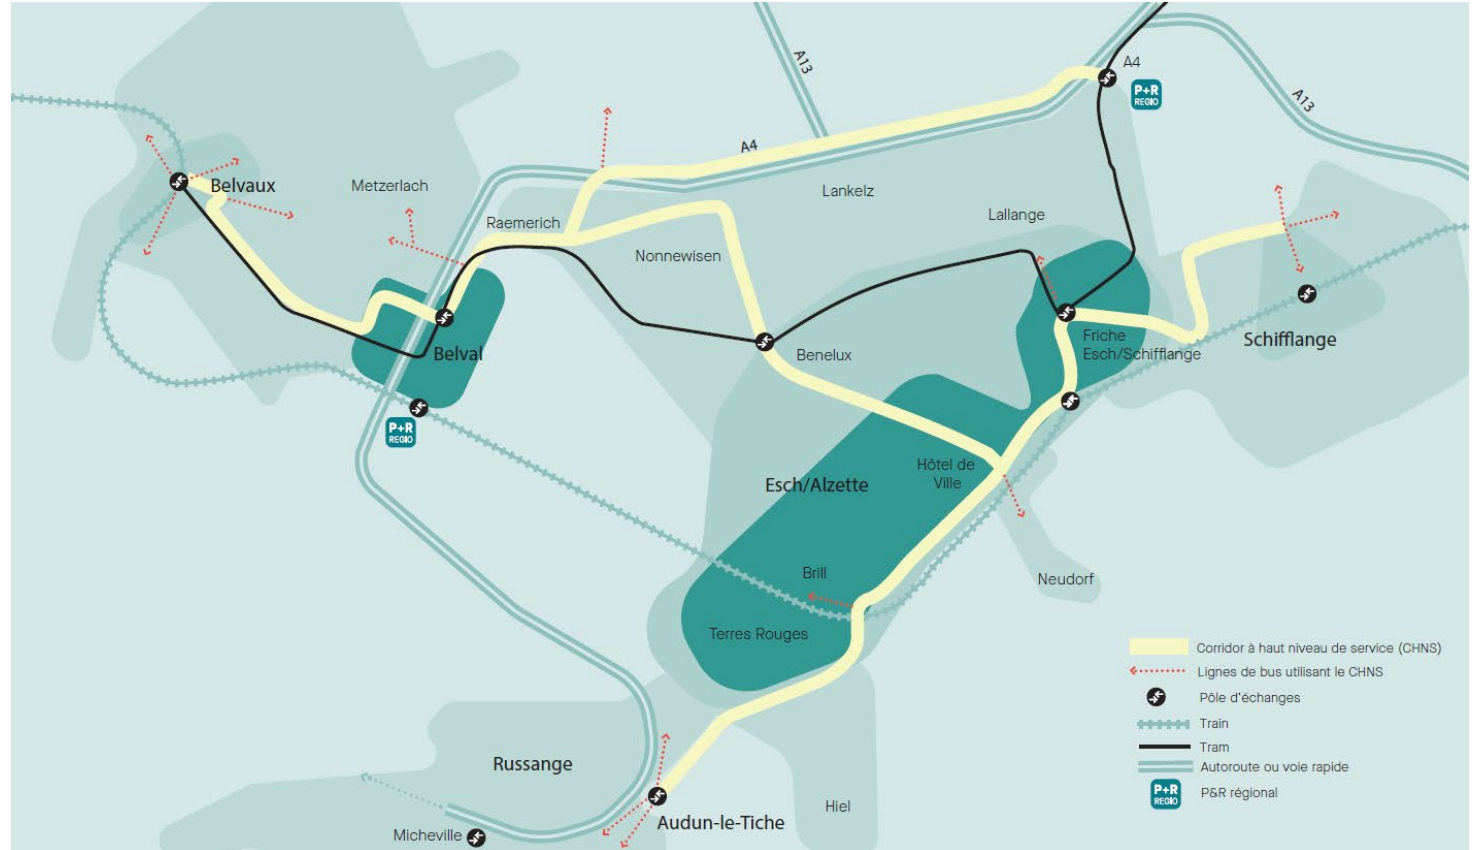 A4
P+R
REGIO
A13
A13
A4
Belvaux
Metzerlach
Lankelz
Raemerich
Lallange
Nonnewisen
Friche
Esch/Schifflange
Schifflange
Belval
Benelux
P+R
REGIO
Hôtel de
Ville
Esch/Alzette
Brill
Neudorf
Terres Rouges
Russange
Hiel
Audun-le-Tiche
Micheville
Corridor à haut niveau de service (CHNS)
Lignes de bus utilisant le CHNS
Pôle d'échanges
Train
Tram
Autoroute ou voie rapide
P+R
REGIO
P&R régional